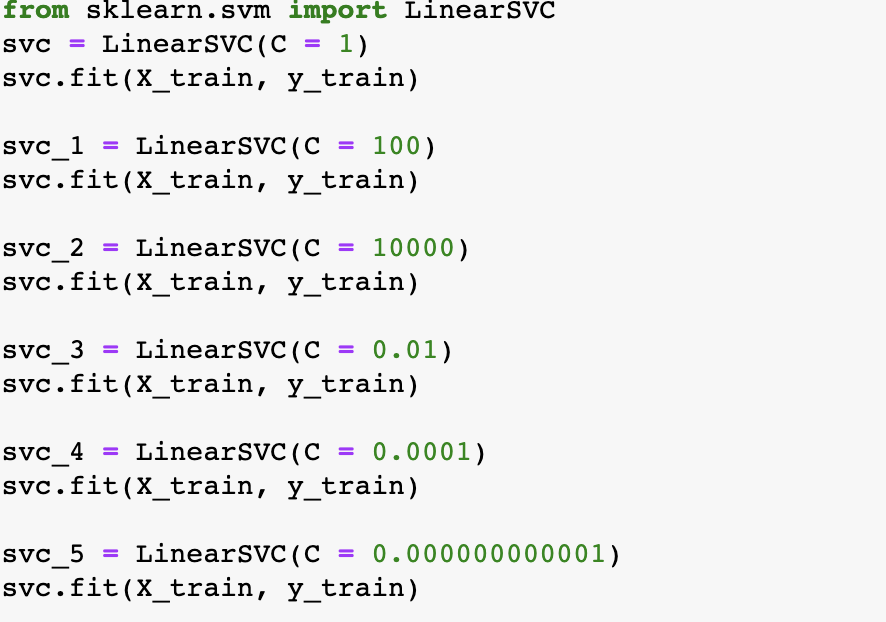 from sklearn.svm import LinearSVC
svc = LinearSVC(C = 1)
svc.fit(X_train, y_train)
svc_1 = LinearSVC(C = 100)
svc.fit(X_train, y_train)
svc_2 = LinearSVC(C = 10000)
svc.fit(X_train, y_train)
svc_3 = LinearSVC(C = 0.01)
svc.fit(X_train, y_train)
svc_4 = LinearSVC(C = 0.0001)
svc.fit(X_train, y_train)
svc_5 = LinearSVC(C = 0.000000000001)
svc.fit(X_train, y_train)